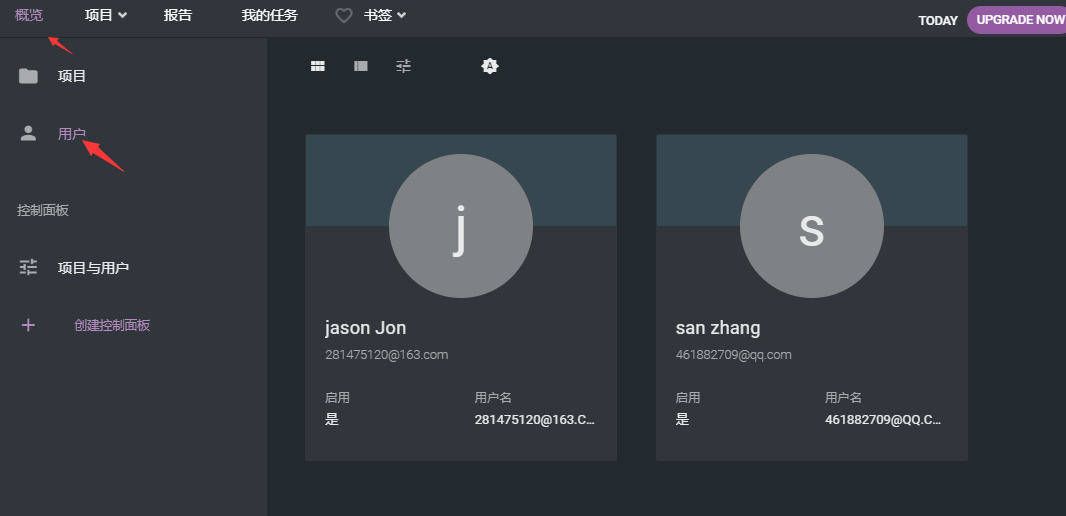 概览 项目 报告 我的任务 书签 TODAY UPGRADE NOW
项目
用户
控制面板
项目与用户
创建控制面板
A
j
jason Jon
281475120@163.com
启用 用户名
是 281475120@163.C...
s
san zhang
461882709@qq.com
启用 用户名
是 461882709@QQ.C...